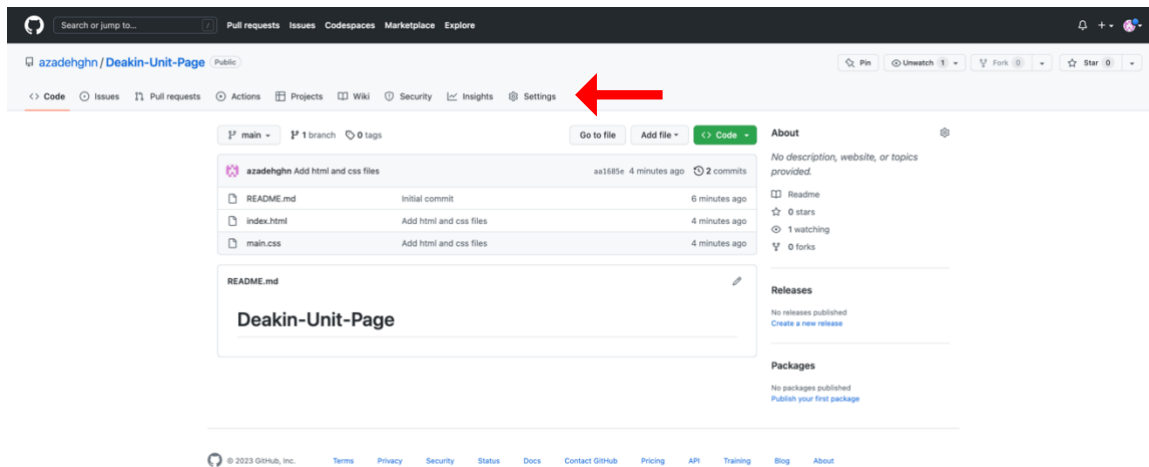 Search or jump to... /
Pull requests Issues Codespaces Marketplace Explore
azadehghn / Deakin-Unit-Page Public
Pin Unwatch 1 Fork 0 Star 0
Code Issues Pull requests Actions Projects Wiki Security Insights Settings
main 1 branch 0 tags Go to file Add file Code
azadehghn Add html and css files aa1685e 4 minutes ago 2 commits
README.md Initial commit 6 minutes ago
index.html Add html and css files 4 minutes ago
main.css Add html and css files 4 minutes ago
README.md
Deakin-Unit-Page
About
No description, website, or topics
provided.
Readme
0 stars
1 watching
0 forks
Releases
No releases published
Create a new release
Packages
No packages published
Publish your first package
© 2023 GitHub, Inc. Terms Privacy Security Status Docs Contact GitHub Pricing API Training Blog About